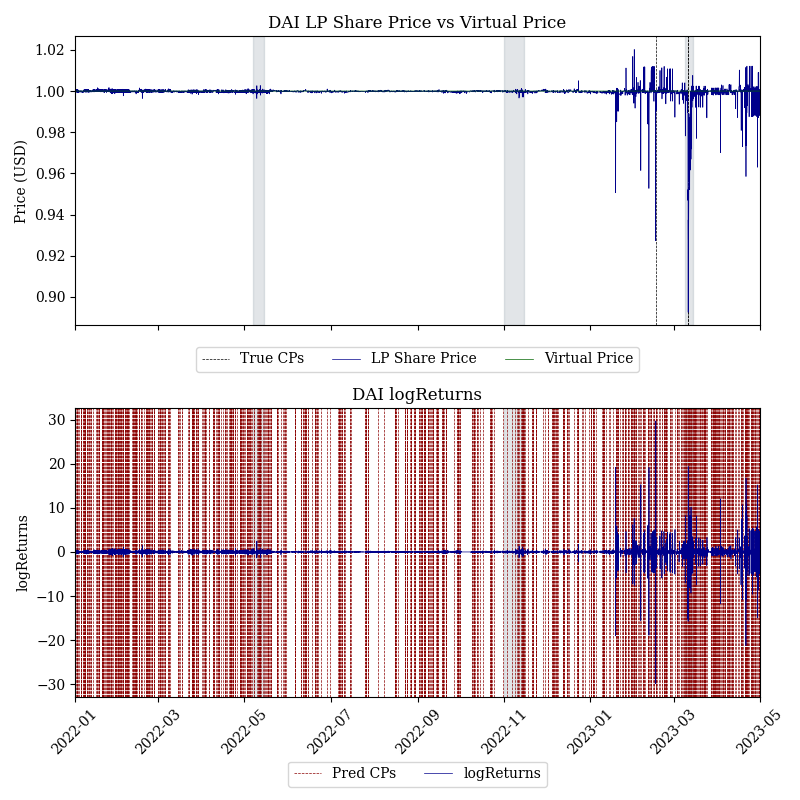 DAI LP Share Price vs Virtual Price
Price (USD)
1.02
1.00
0.98
0.96
0.94
0.92
0.90
True CPs LP Share Price Virtual Price
DAI logReturns
logReturns
30
20
10
0
−10
−20
−30
2022-01 2022-03 2022-05 2022-07 2022-09 2022-11 2023-01 2023-03 2023-05
Pred CPs logReturns